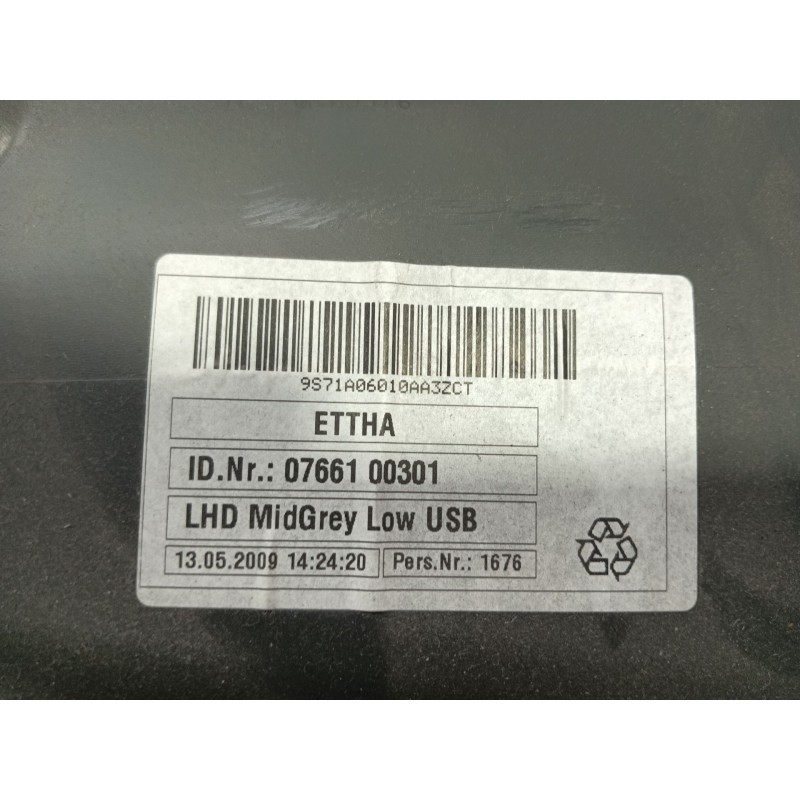 9S71A06010AA3ZCT
ETTHA
ID.Nr.: 07661 00301
LHD MidGrey Low USB
13.05.2009 14:24:20
Pers.Nr.: 1676